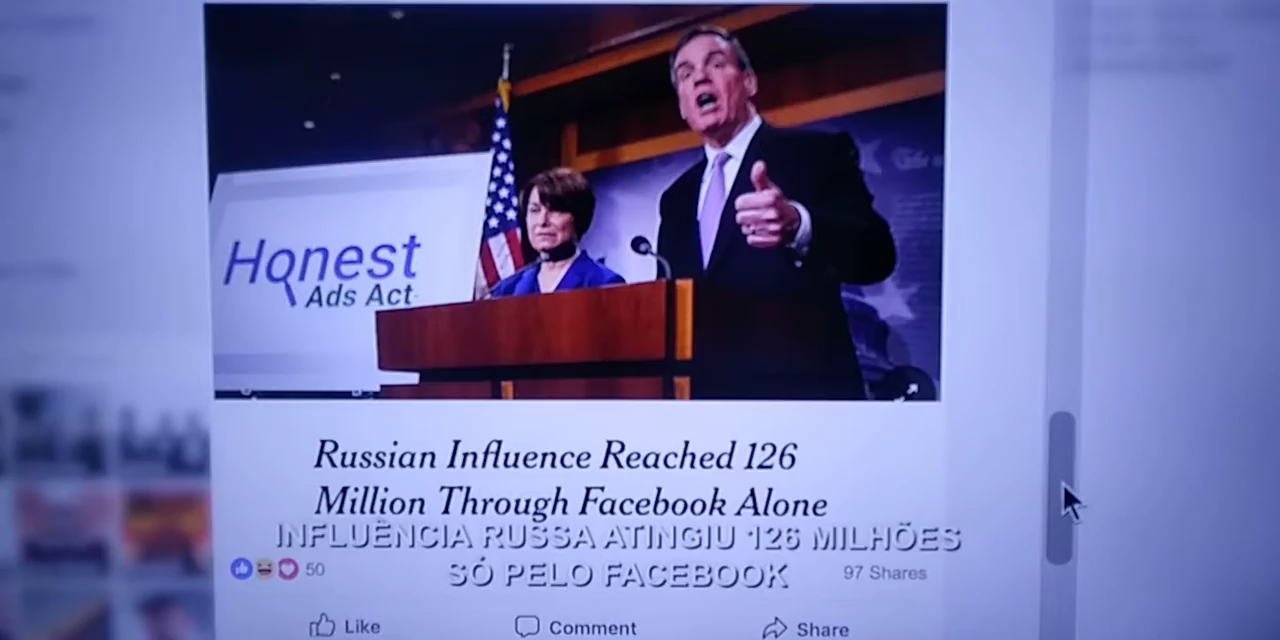 Honest
Ads Act
Russian Influence Reached 126
Million Through Facebook Alone
INFLUÊNCIA RUSSA ATINGIU 126 MILHÕES
SÓ PELO FACEBOOK
50
97 Shares
Like
Comment
Share